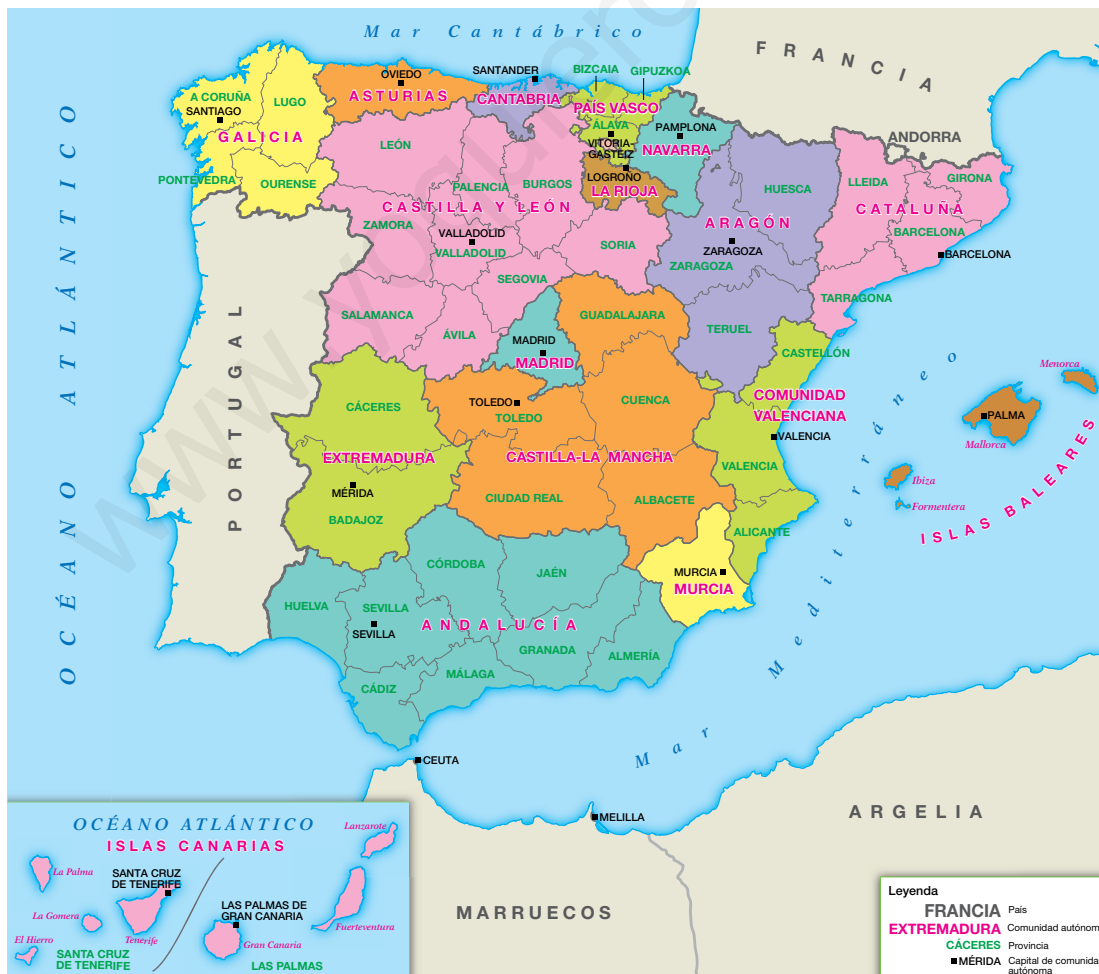 Mar Cantábrico
FRANCIA
OCÉANO ATLÁNTICO
www.yoquiero
A CORUÑA
SANTIAGO
LUGO
GALICIA
PONTEVEDRA
OURENSE
OVIEDO
ASTURIAS
SANTANDER
CANTABRIA
BIZCAIA
GIPUZKOA
PAÍS VASCO
ÁLAVA
VITORIA-
GASTEIZ
PAMPLONA
NAVARRA
LOGROÑO
LA RIOJA
ANDORRA
LEÓN
PALENCIA
BURGOS
CASTILLA Y LEÓN
ZAMORA
VALLADOLID
VALLADOLID
SORIA
SEGOVIA
SALAMANCA
ÁVILA
HUESCA
ARAGÓN
ZARAGOZA
ZARAGOZA
TERUEL
LLEIDA
GIRONA
CATALUÑA
BARCELONA
BARCELONA
TARRAGONA
PORTUGAL
MADRID
MADRID
GUADALAJARA
TOLEDO
TOLEDO
CUENCA
CASTILLA-LA MANCHA
CIUDAD REAL
ALBACETE
CÁCERES
EXTREMADURA
MÉRIDA
BADAJOZ
CASTELLÓN
COMUNIDAD
VALENCIANA
VALENCIA
VALENCIA
ALICANTE
MURCIA
MURCIA
Menorca
PALMA
Mallorca
Ibiza
Formentera
ISLAS BALEARES
Mar Mediterráneo
HUELVA
SEVILLA
SEVILLA
CÓRDOBA
JAÉN
ANDALUCÍA
GRANADA
ALMERÍA
MÁLAGA
CÁDIZ
CEUTA
MELILLA
MARRUECOS
ARGELIA
OCÉANO ATLÁNTICO
ISLAS CANARIAS
Lanzarote
La Palma
SANTA CRUZ
DE TENERIFE
La Gomera
LAS PALMAS DE
GRAN CANARIA
Fuerteventura
El Hierro
Tenerife
Gran Canaria
SANTA CRUZ
DE TENERIFE
LAS PALMAS
Leyenda
FRANCIA País
EXTREMADURA Comunidad autónom
CÁCERES Provincia
MÉRIDA Capital de comunida
autónoma